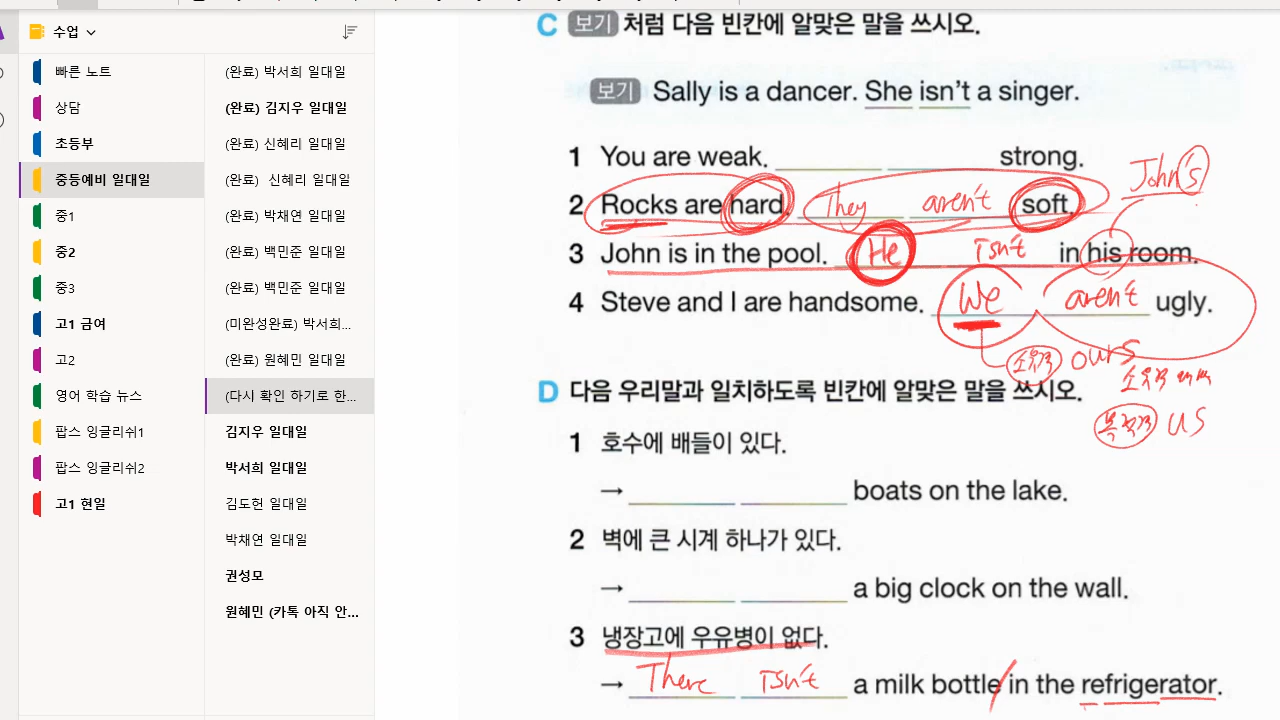 수업
빠른 노트
상담
초등부
중등예비 일대일
중1
중2
중3
고1 금여
고2
영어 학습 뉴스
팝스 잉글리쉬1
팝스 잉글리쉬2
고1 현일
(완료) 박서희 일대일
(완료) 김지우 일대일
(완료) 신혜리 일대일
(완료) 신혜리 일대일
(완료) 박채연 일대일
(완료) 백민준 일대일
(완료) 백민준 일대일
(미완성완료) 박서희...
(완료) 원혜민 일대일
(다시 확인 하기로한...
김지우 일대일
박서희 일대일
김도헌 일대일
박채연 일대일
권성모
원혜민 (카톡 아직 안...
C 보기 처럼 다음 빈칸에 알맞은 말을 쓰시오.
보기 Sally is a dancer. She isn't a singer.
1 You are weak. strong.
John's
2 Rocks are hard. They aren't soft.
3 John is in the pool. He isn't in his room.
4 Steve and I are handsome. We aren't ugly.
소유격 ours
소유격
목적격 us
D 다음 우리말과 일치하도록 빈칸에 알맞은 말을 쓰시오.
1 호수에 배들이 있다.
→ boats on the lake.
2 벽에 큰 시계 하나가 있다.
→ a big clock on the wall.
3 냉장고에 우유병이 없다.
→ There isn't a milk bottle / in the refrigerator.